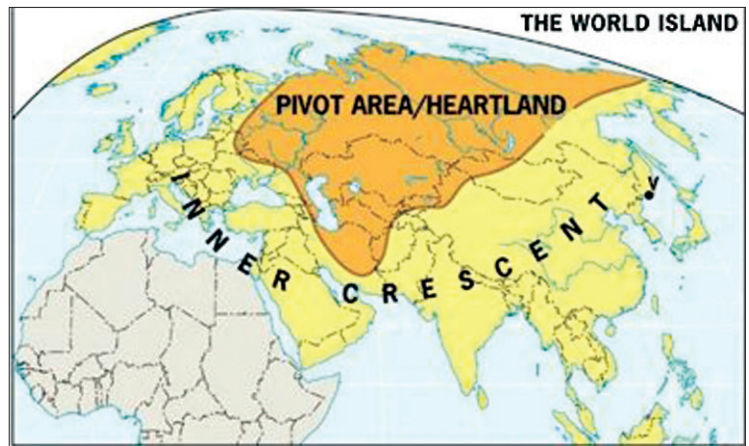 THE WORLD ISLAND
PIVOT AREA/HEARTLAND
V
INNER CRESCENT